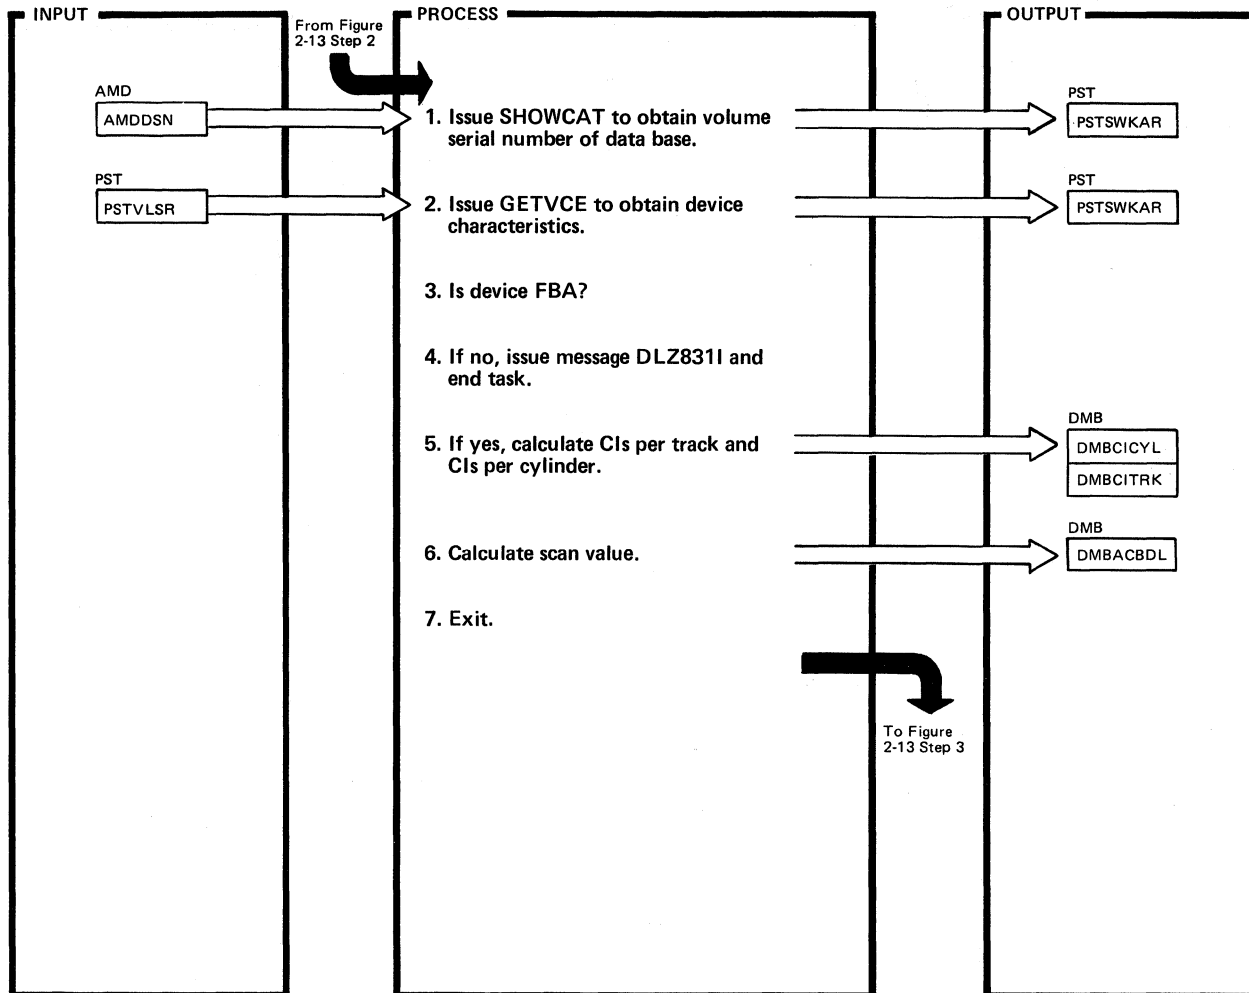 INPUT
From Figure
2-13 Step 2
PROCESS
OUTPUT
AMD
AMDDSN
1. Issue SHOWCAT to obtain volume
serial number of data base.
PST
PSTSWKAR
PST
PSTVLSR
2. Issue GETVCE to obtain device
characteristics.
PST
PSTSWKAR
3. Is device FBA?
4. If no, issue message DLZ831I and
end task.
5. If yes, calculate CIs per track and
CIs per cylinder.
DMB
DMBCICYL
DMBCITRK
6. Calculate scan value.
DMB
DMBACBDL
7. Exit.
To Figure
2-13 Step 3